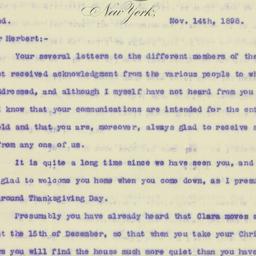 New York.
d. Nov. 14th, 1898.
r Herbert:-
Your several letters to the different members of the
t received acknowledgment from the various people to wh
ddressed, and although I myself have not heard from you
know that your communications are intended for the ent
old and that you are, moreover, always glad to receive
from any one of us.
It is quite a long time since we have seen you, and
glad to welcome you home when you come down, as I presu
around Thanksgiving Day.
Presumably you have already heard that Clara moves
t the 15th of December, so that when you take your Chri
you will find the house much more quiet than you have